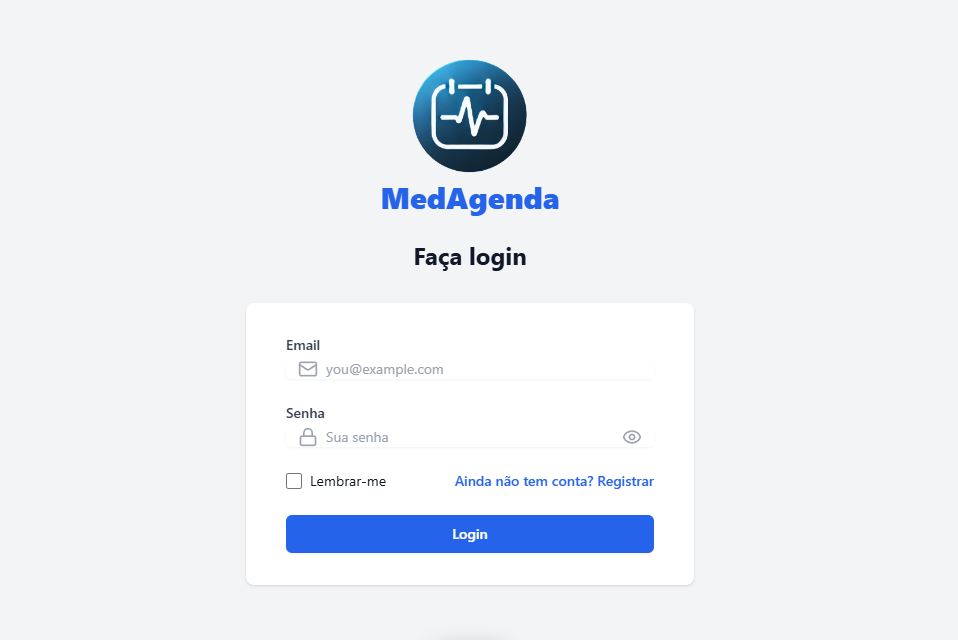 MedAgenda
Faça login
Email
you@example.com
Senha
Sua senha
Lembrar-me
Ainda não tem conta? Registrar
Login